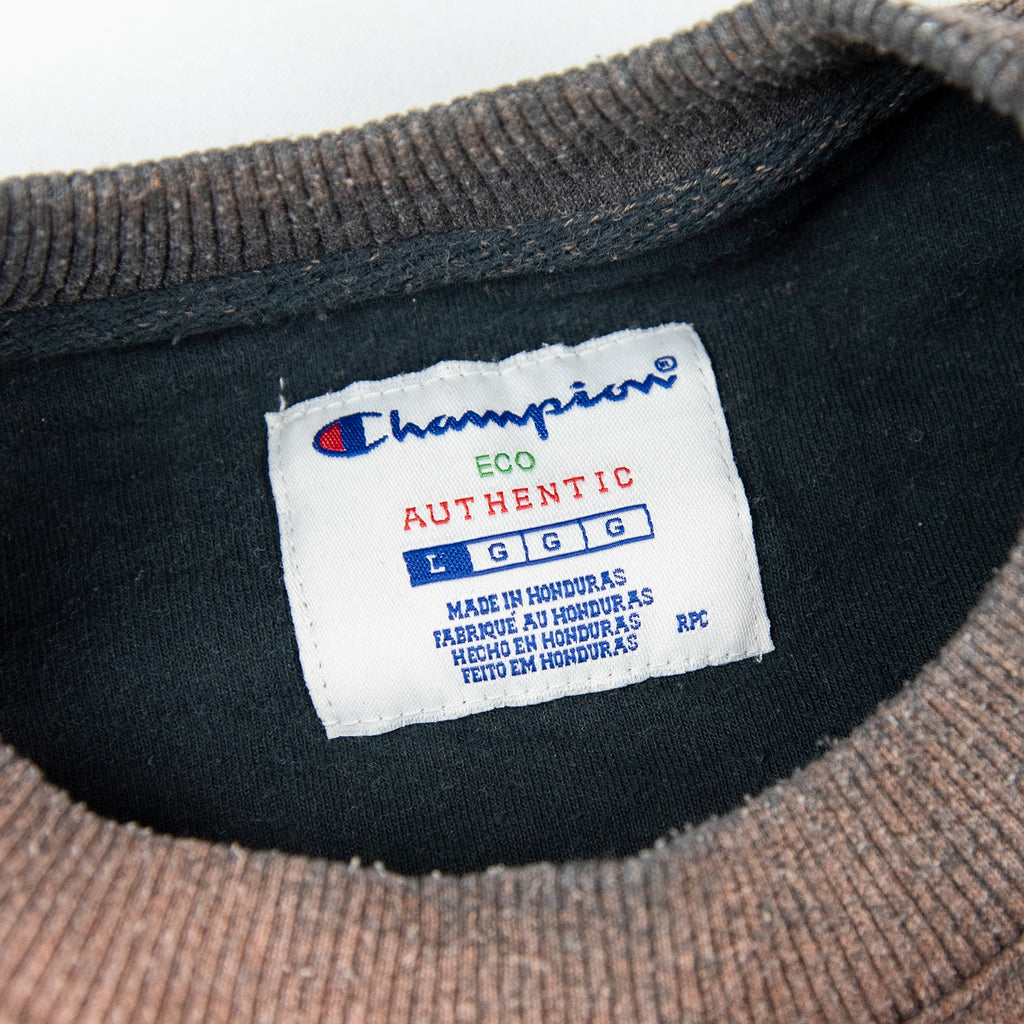 Champion®
ECO
AUTHENTIC
L G G G
MADE IN HONDURAS
FABRIQUÉ AU HONDURAS
HECHO EN HONDURAS
FEITO EM HONDURAS
RPC